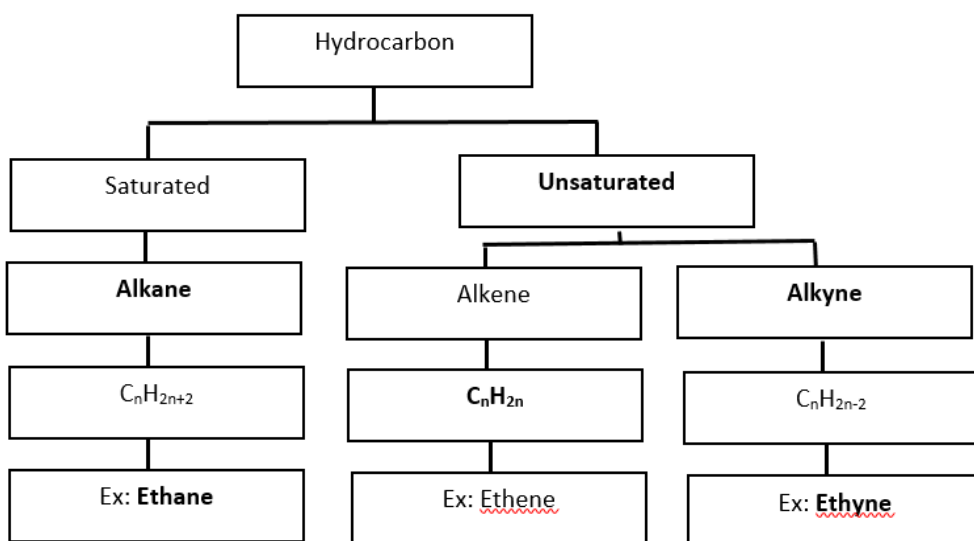 Hydrocarbon
Saturated
Unsaturated
Alkane
Alkene
Alkyne
CₙH₂ₙ₊₂
CₙH₂ₙ
CₙH₂ₙ₋₂
Ex: Ethane
Ex: Ethene
Ex: Ethyne